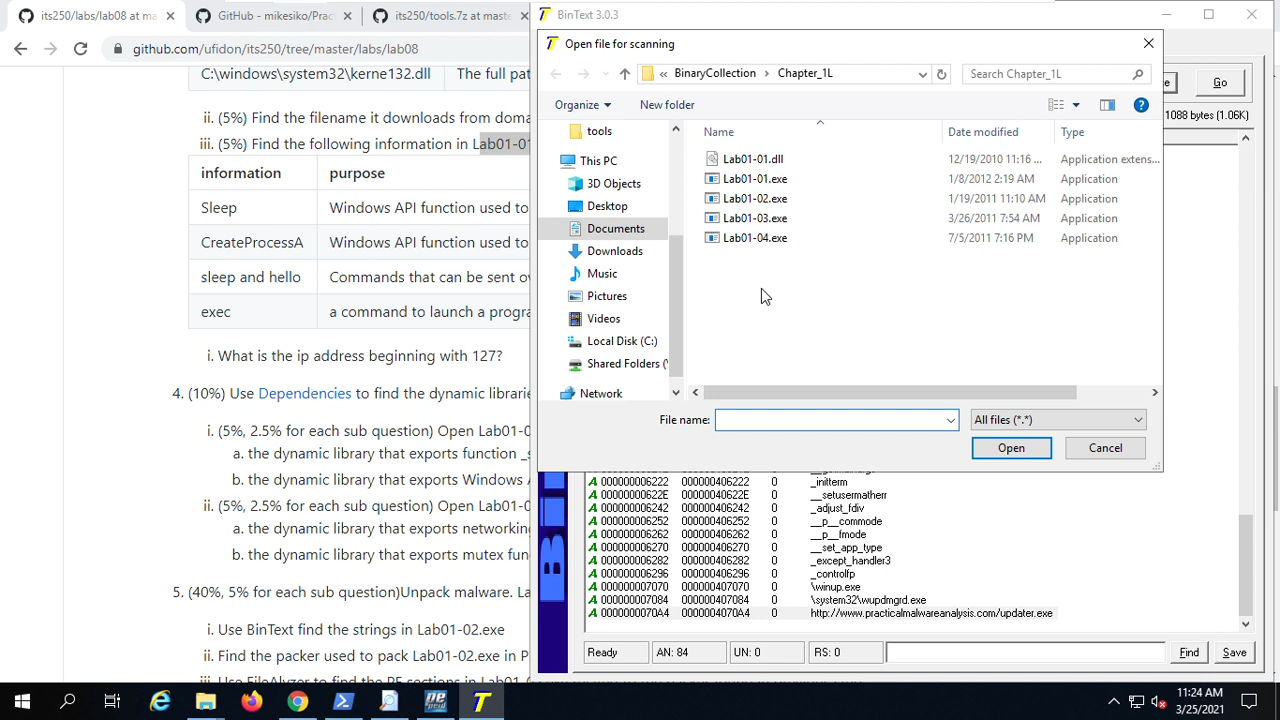 its250/labs/lab08 at ma
GitHub - mikesiko/Prac
its250/tools.7z at maste
BinText 3.0.3
github.com/ufidon/its250/tree/master/labs/lab08
Open file for scanning
« BinaryCollection > Chapter_1L
Search Chapter_1L
Go
1088 bytes (1.06K)
Organize
New folder
Name
Date modified
Type
tools
This PC
3D Objects
Desktop
Documents
Downloads
Music
Pictures
Videos
Local Disk (C:)
Shared Folders (\
Network
Lab01-01.dll 12/19/2010 11:16 ... Application extens...
Lab01-01.exe 1/8/2012 2:19 AM Application
Lab01-02.exe 1/19/2011 11:10 AM Application
Lab01-03.exe 3/26/2011 7:54 AM Application
Lab01-04.exe 7/5/2011 7:16 PM Application
File name:
All files (*.*)
Open
Cancel
C:\windows\system32\kerne132.dll The full pat
ii. (5%) Find the filename it downloads from doma
iii. (5%) Find the following information in Lab01-01
information purpose
Sleep Windows API function used to
CreateProcessA Windows API function used to
sleep and hello Commands that can be sent ov
exec a command to launch a progra
i. What is the ip address beginning with 127?
4. (10%) Use Dependencies to find the dynamic librarie
i. (5%, 2.5% for each sub question) Open Lab01-0
a. the dynamic library that exports function _s
b. the dynamic library that exports Windows A
ii. (5%, 2.5% for each sub question) Open Lab01-0
a. the dynamic library that exports networking
b. the dynamic library that exports mutex fun
5. (40%, 5% for each sub question)Unpack malware. La
i. Use BinText find the strings in Lab01-02.exe
ii. Find the packer used to pack Lab01-02.exe in P
A 000000006222 000000406222 0 _initterm
A 00000000622E 00000040622E 0 __setusermatherr
A 000000006242 000000406242 0 _adjust_fdiv
A 000000006252 000000406252 0 __p__commode
A 000000006262 000000406262 0 __p__fmode
A 000000006270 000000406270 0 __set_app_type
A 000000006282 000000406282 0 _except_handler3
A 000000006296 000000406296 0 _controlfp
A 000000007070 000000407070 0 \winup.exe
A 000000007084 000000407084 0 \system32\wupdmgrd.exe
A 0000000070A4 0000004070A4 0 http://www.practicalmalwareanalysis.com/updater.exe
Ready
AN: 84
UN: 0
RS: 0
Find
Save
11:24 AM
3/25/2021